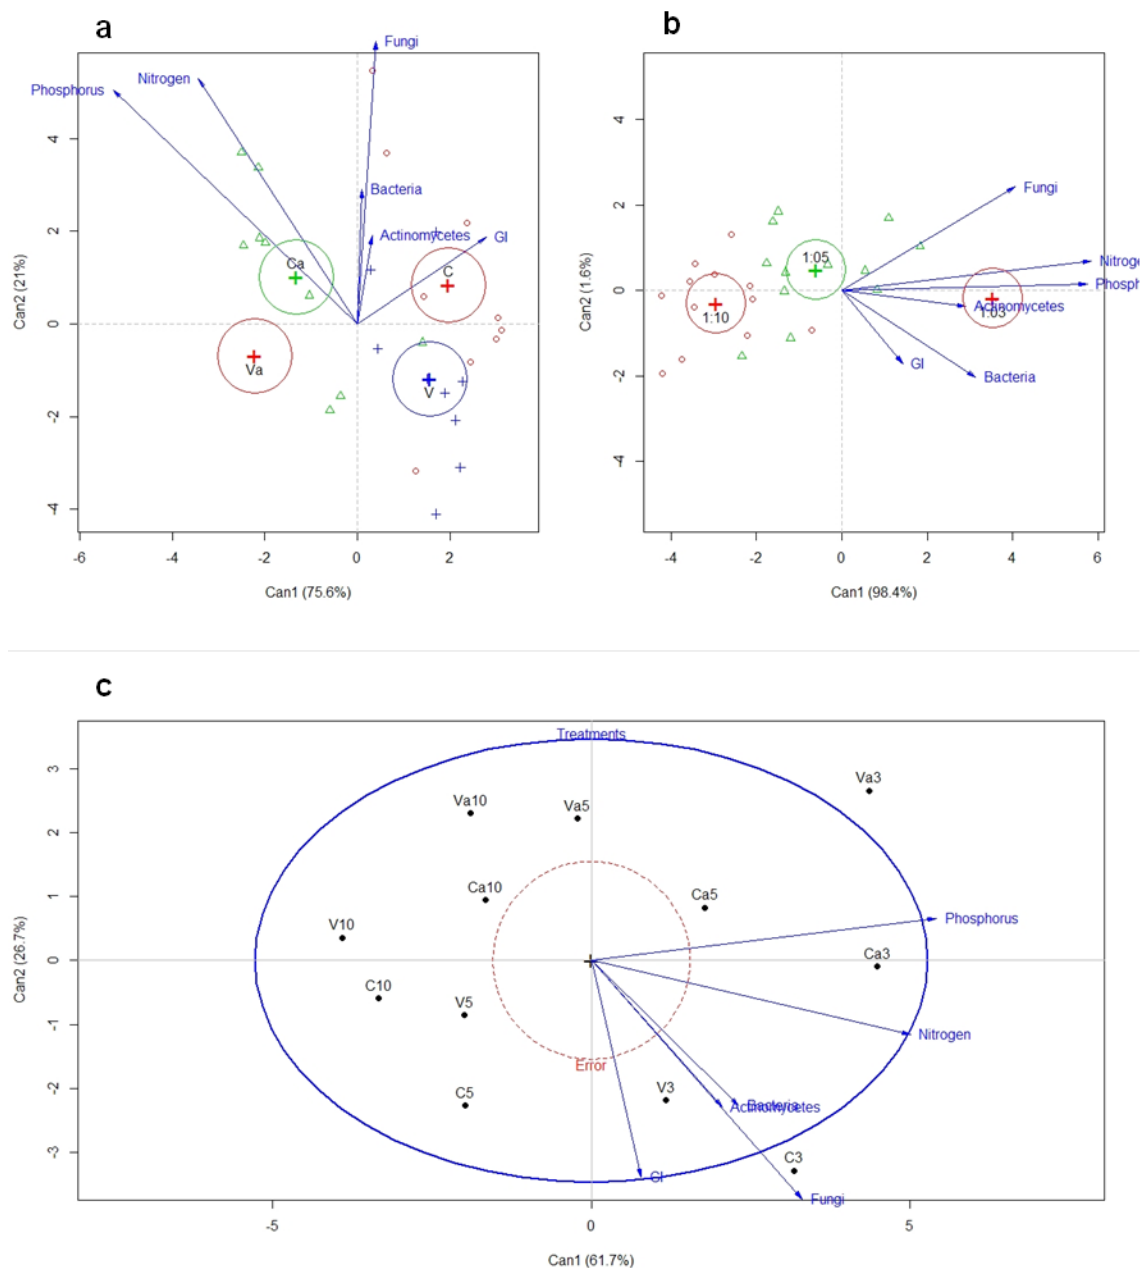 a
b
Fungi
Nitrogen
Phosphorus
Bacteria
Actinomycetes
GI
Ca
C
Va
V
Can2 (21%)
4
2
0
-2
-4
-6
-4
-2
0
2
Can1 (75.6%)
Fungi
Nitroge
Phosph
Actinomycetes
GI
Bacteria
1:05
1:10
1:03
Can2 (1.6%)
4
2
0
-2
-4
-4
-2
0
2
4
6
Can1 (98.4%)
c
Treatments
Va3
Va10
Va5
Ca10
Ca5
Phosphorus
V10
Ca3
C10
V5
Nitrogen
Error
C5
V3
Bacteria
Actinomycetes
C3
GI
Fungi
Can2 (26.7%)
3
2
1
0
-1
-2
-3
-5
0
5
Can1 (61.7%)